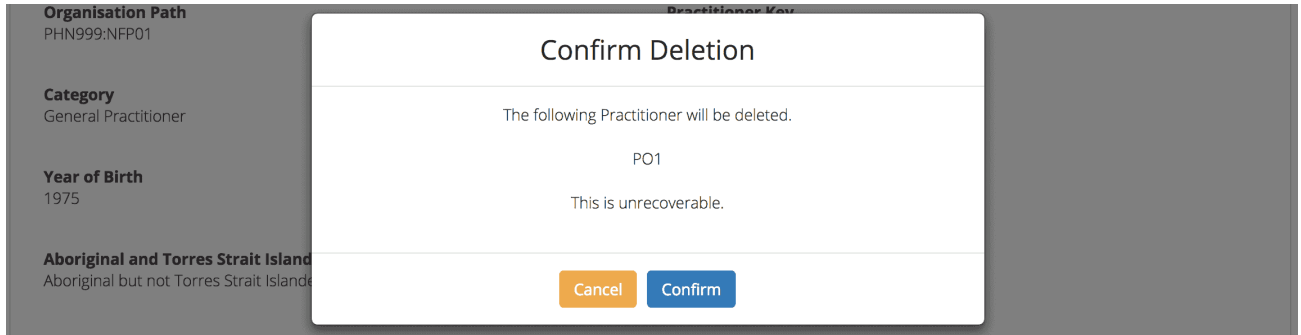 Organisation Path
PHN999:NFP01
Practitioner Key
Category
General Practitioner
Year of Birth
1975
Aboriginal and Torres Strait Island
Aboriginal but not Torres Strait Islande
Confirm Deletion
The following Practitioner will be deleted.
PO1
This is unrecoverable.
Cancel
Confirm